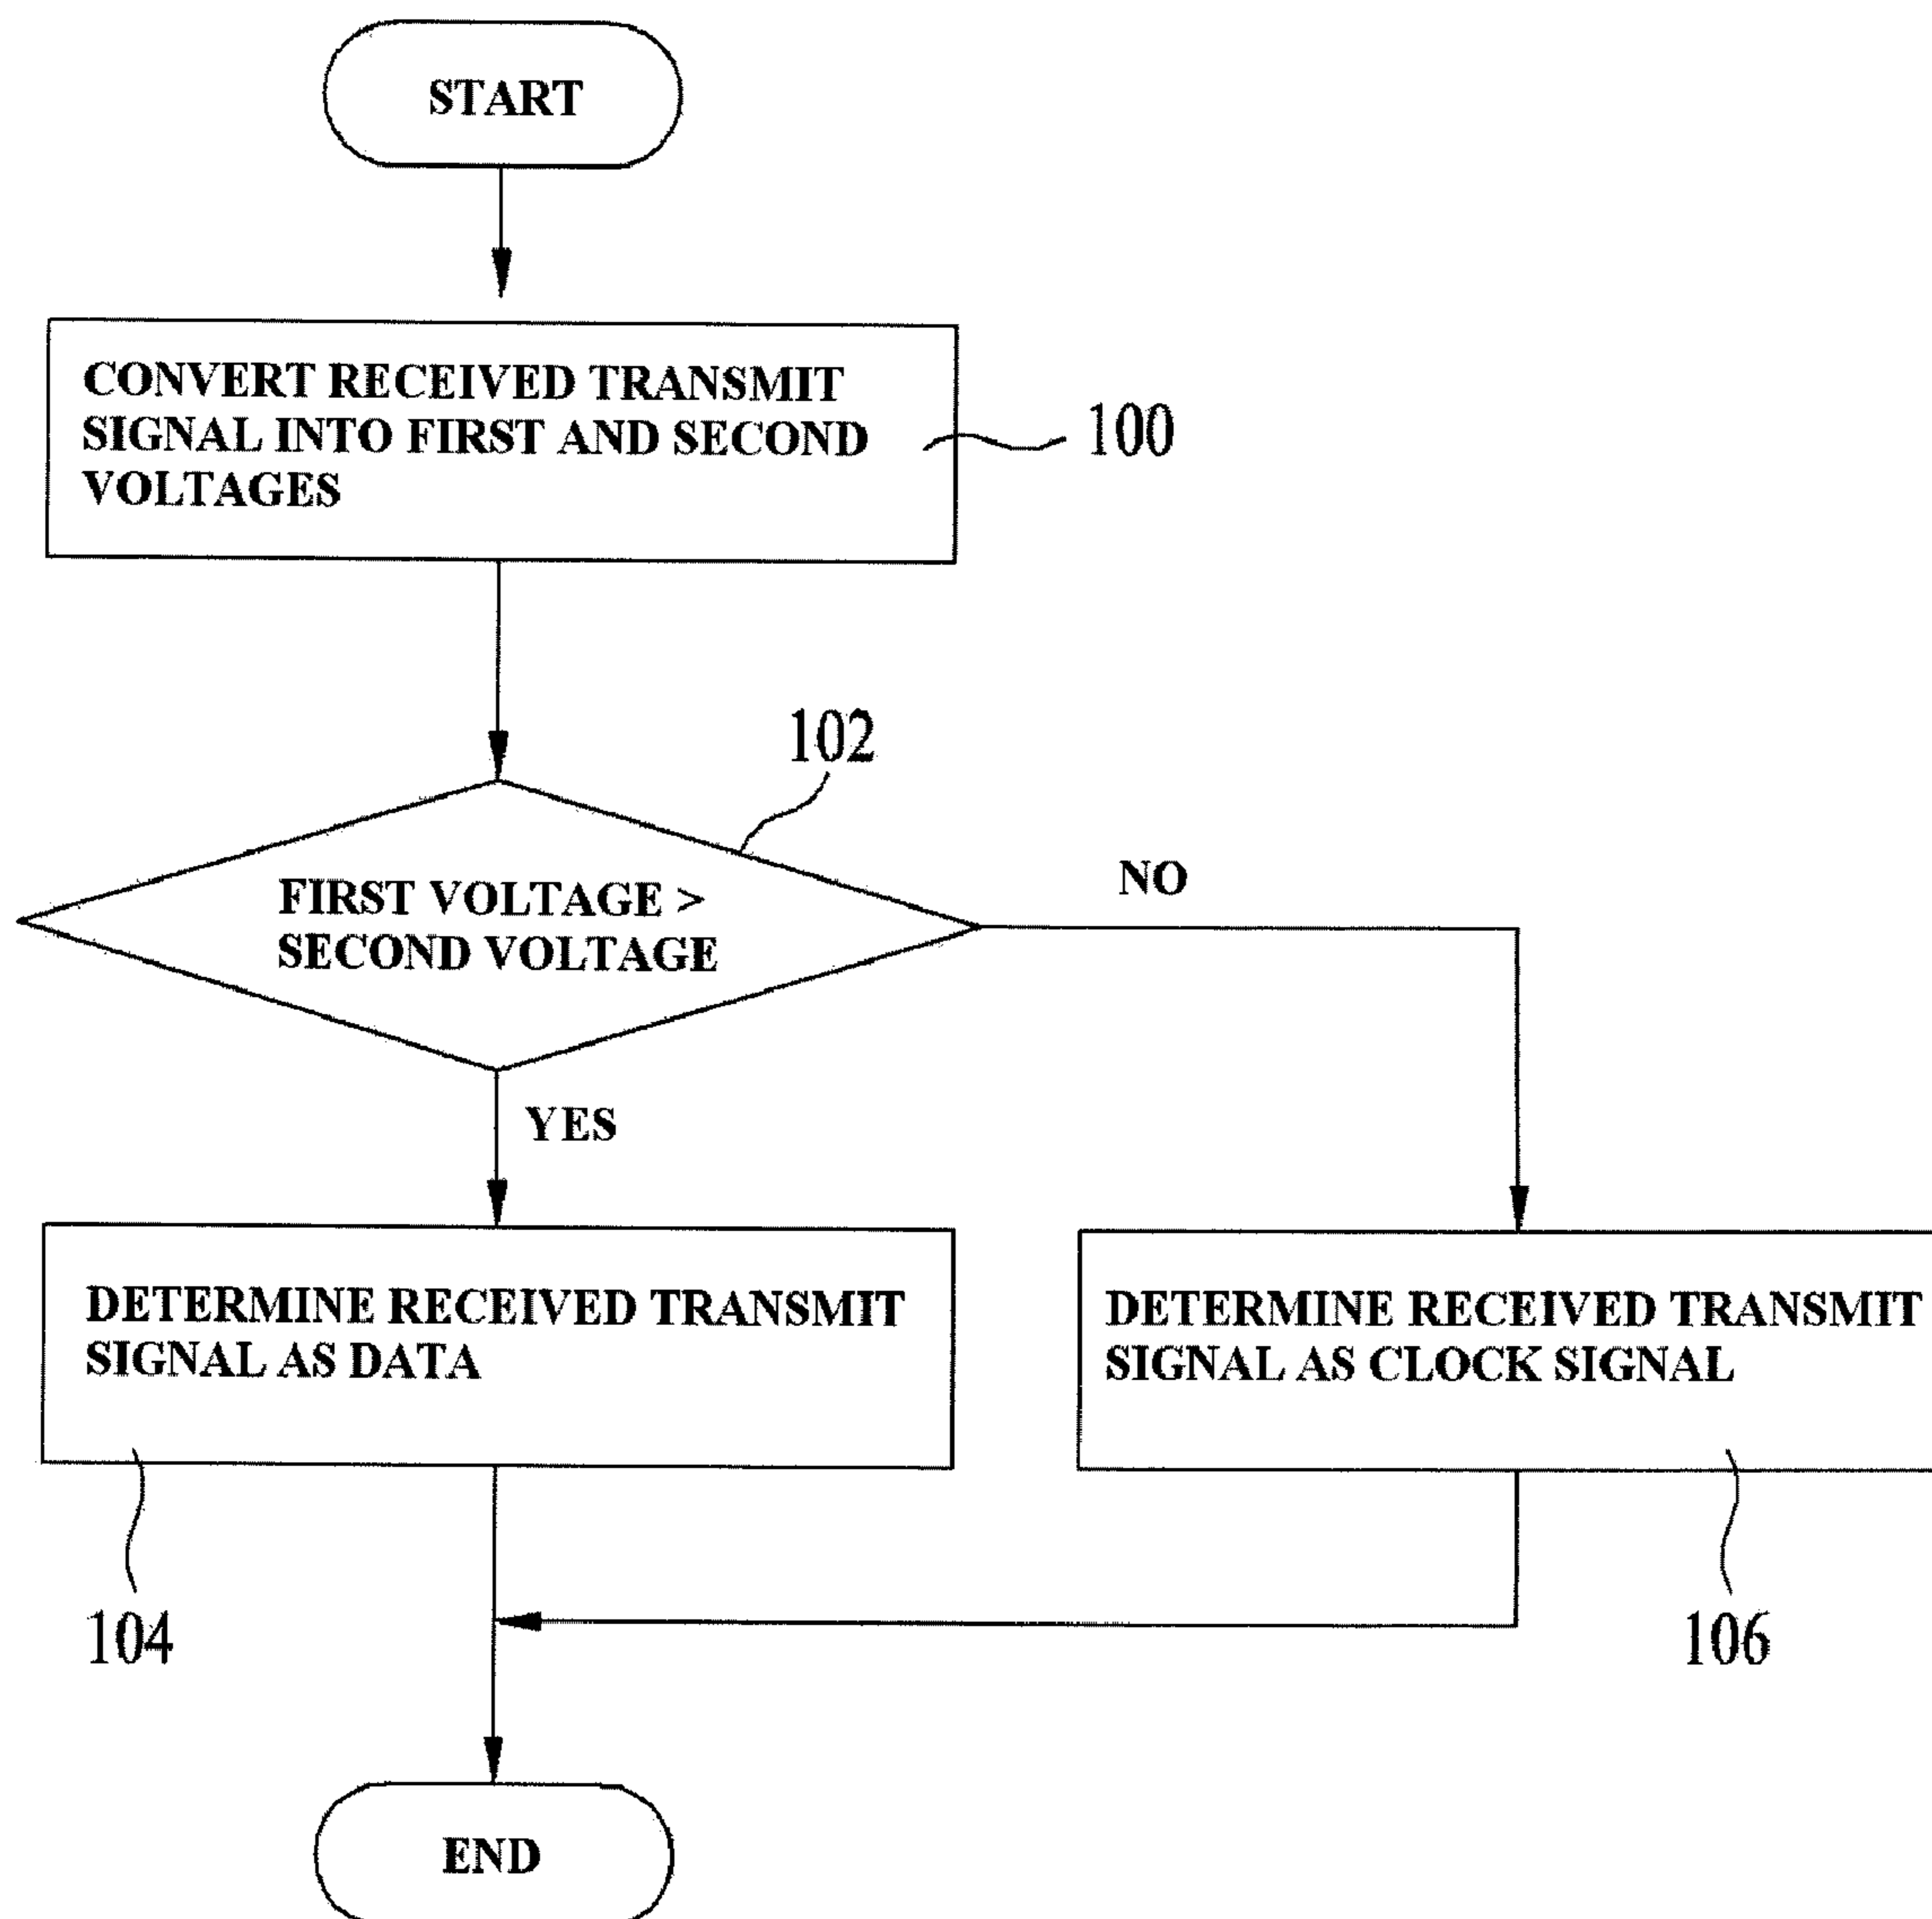 START
CONVERT RECEIVED TRANSMIT
SIGNAL INTO FIRST AND SECOND
VOLTAGES
100
102
FIRST VOLTAGE >
SECOND VOLTAGE
NO
YES
DETERMINE RECEIVED TRANSMIT
SIGNAL AS DATA
DETERMINE RECEIVED TRANSMIT
SIGNAL AS CLOCK SIGNAL
104
106
END